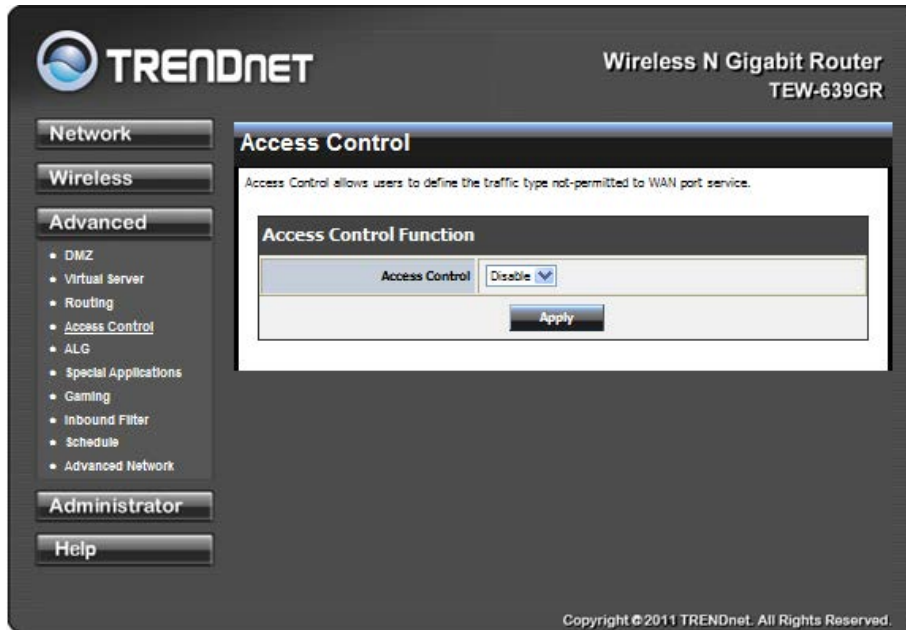 TRENDNET
Wireless N Gigabit Router
TEW-639GR
Network
Wireless
Advanced
DMZ
Virtual Server
Routing
Access Control
ALG
Special Applications
Gaming
Inbound Filter
Schedule
Advanced Network
Administrator
Help
Access Control
Access Control allows users to define the traffic type not-permitted to WAN port service.
Access Control Function
Access Control Disable
Apply
Copyright © 2011 TRENDnet. All Rights Reserved.